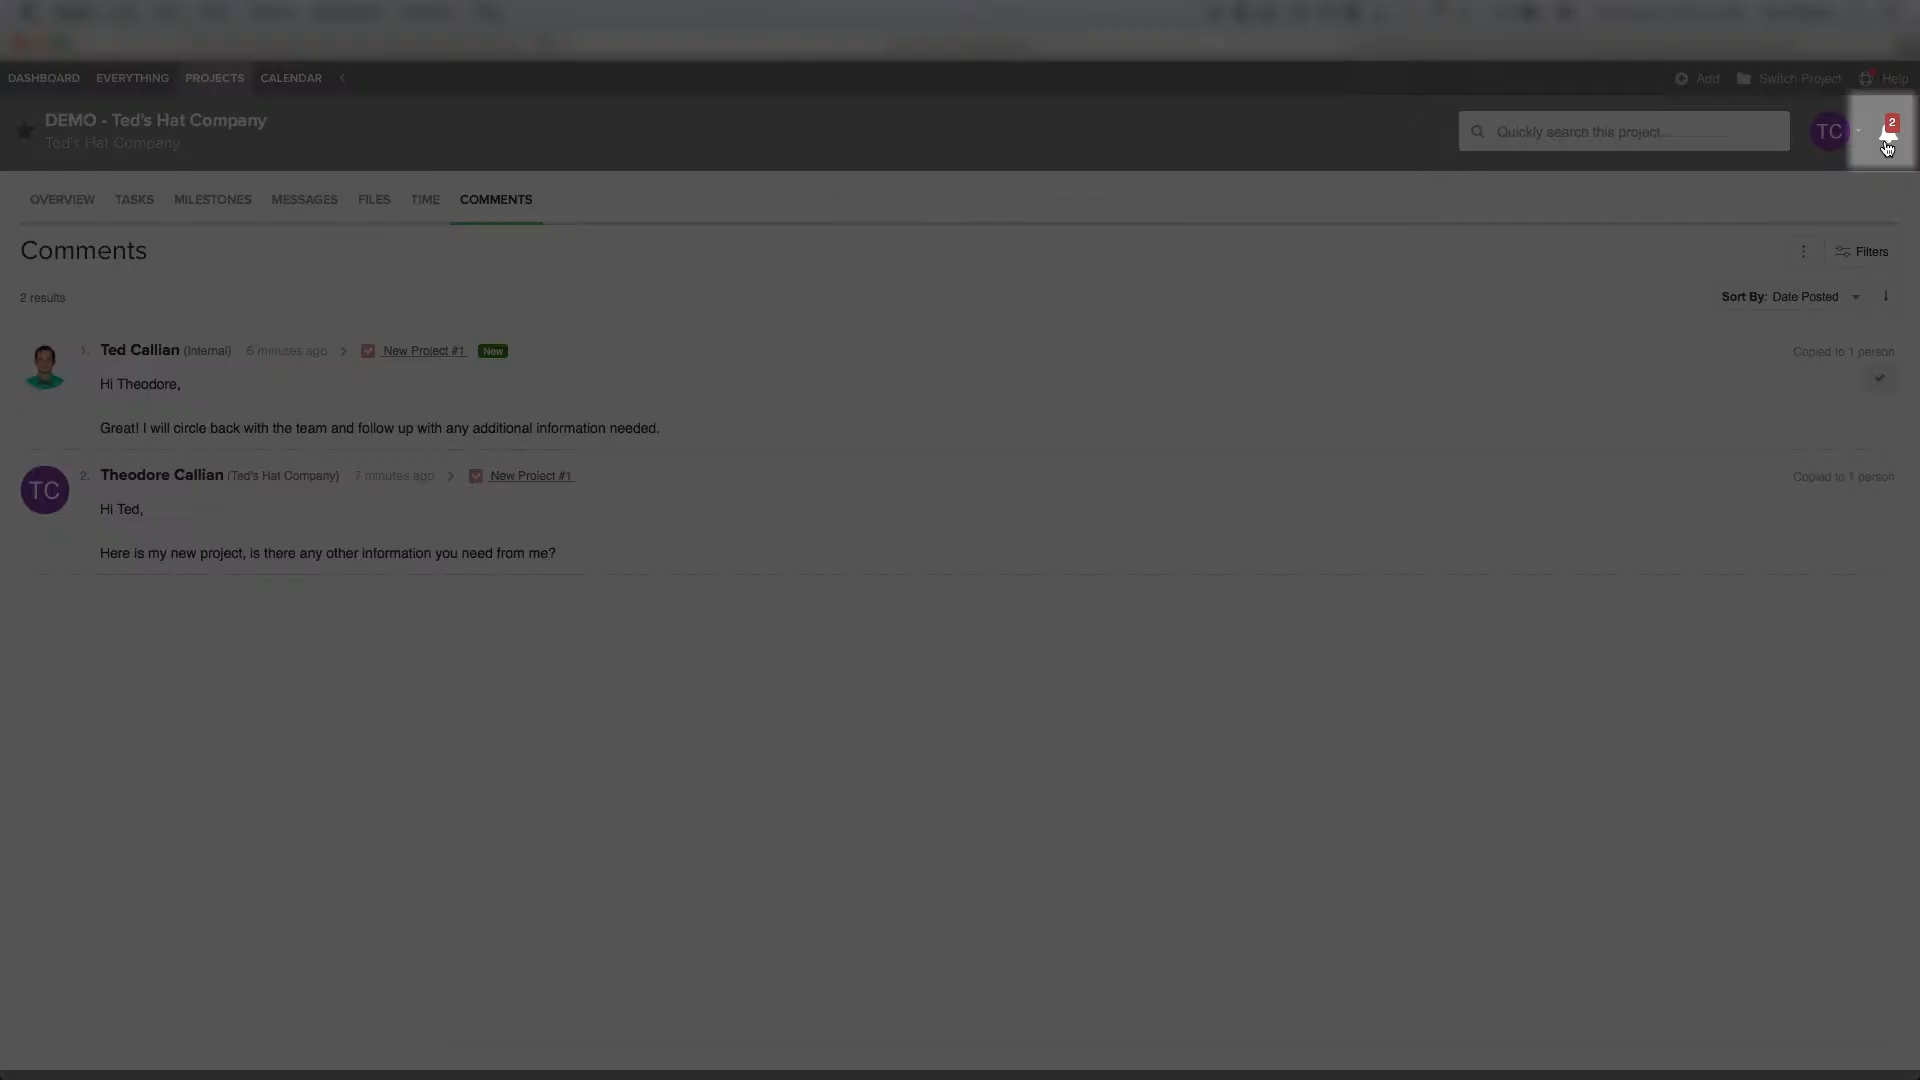 DASHBOARD EVERYTHING PROJECTS CALENDAR
Add Switch Project Help
DEMO - Ted's Hat Company
Ted's Hat Company
Quickly search this project...
TC
2
OVERVIEW TASKS MILESTONES MESSAGES FILES TIME COMMENTS
Comments
Filters
2 results
Sort By: Date Posted
1. Ted Callian (Internal) 6 minutes ago New Project #1 New
Copied to 1 person
Hi Theodore,
Great! I will circle back with the team and follow up with any additional information needed.
TC
2. Theodore Callian (Ted's Hat Company) 7 minutes ago New Project #1
Copied to 1 person
Hi Ted,
Here is my new project, is there any other information you need from me?